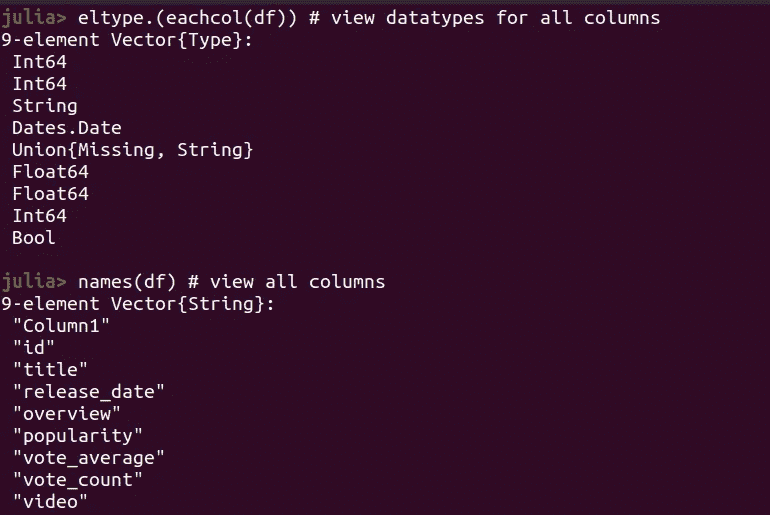 julia> eltype.(eachcol(df)) # view datatypes for all columns
9-element Vector{Type}:
Int64
Int64
String
Dates.Date
Union{Missing, String}
Float64
Float64
Int64
Bool
julia> names(df) # view all columns
9-element Vector{String}:
"Column1"
"id"
"title"
"release_date"
"overview"
"popularity"
"vote_average"
"vote_count"
"video"